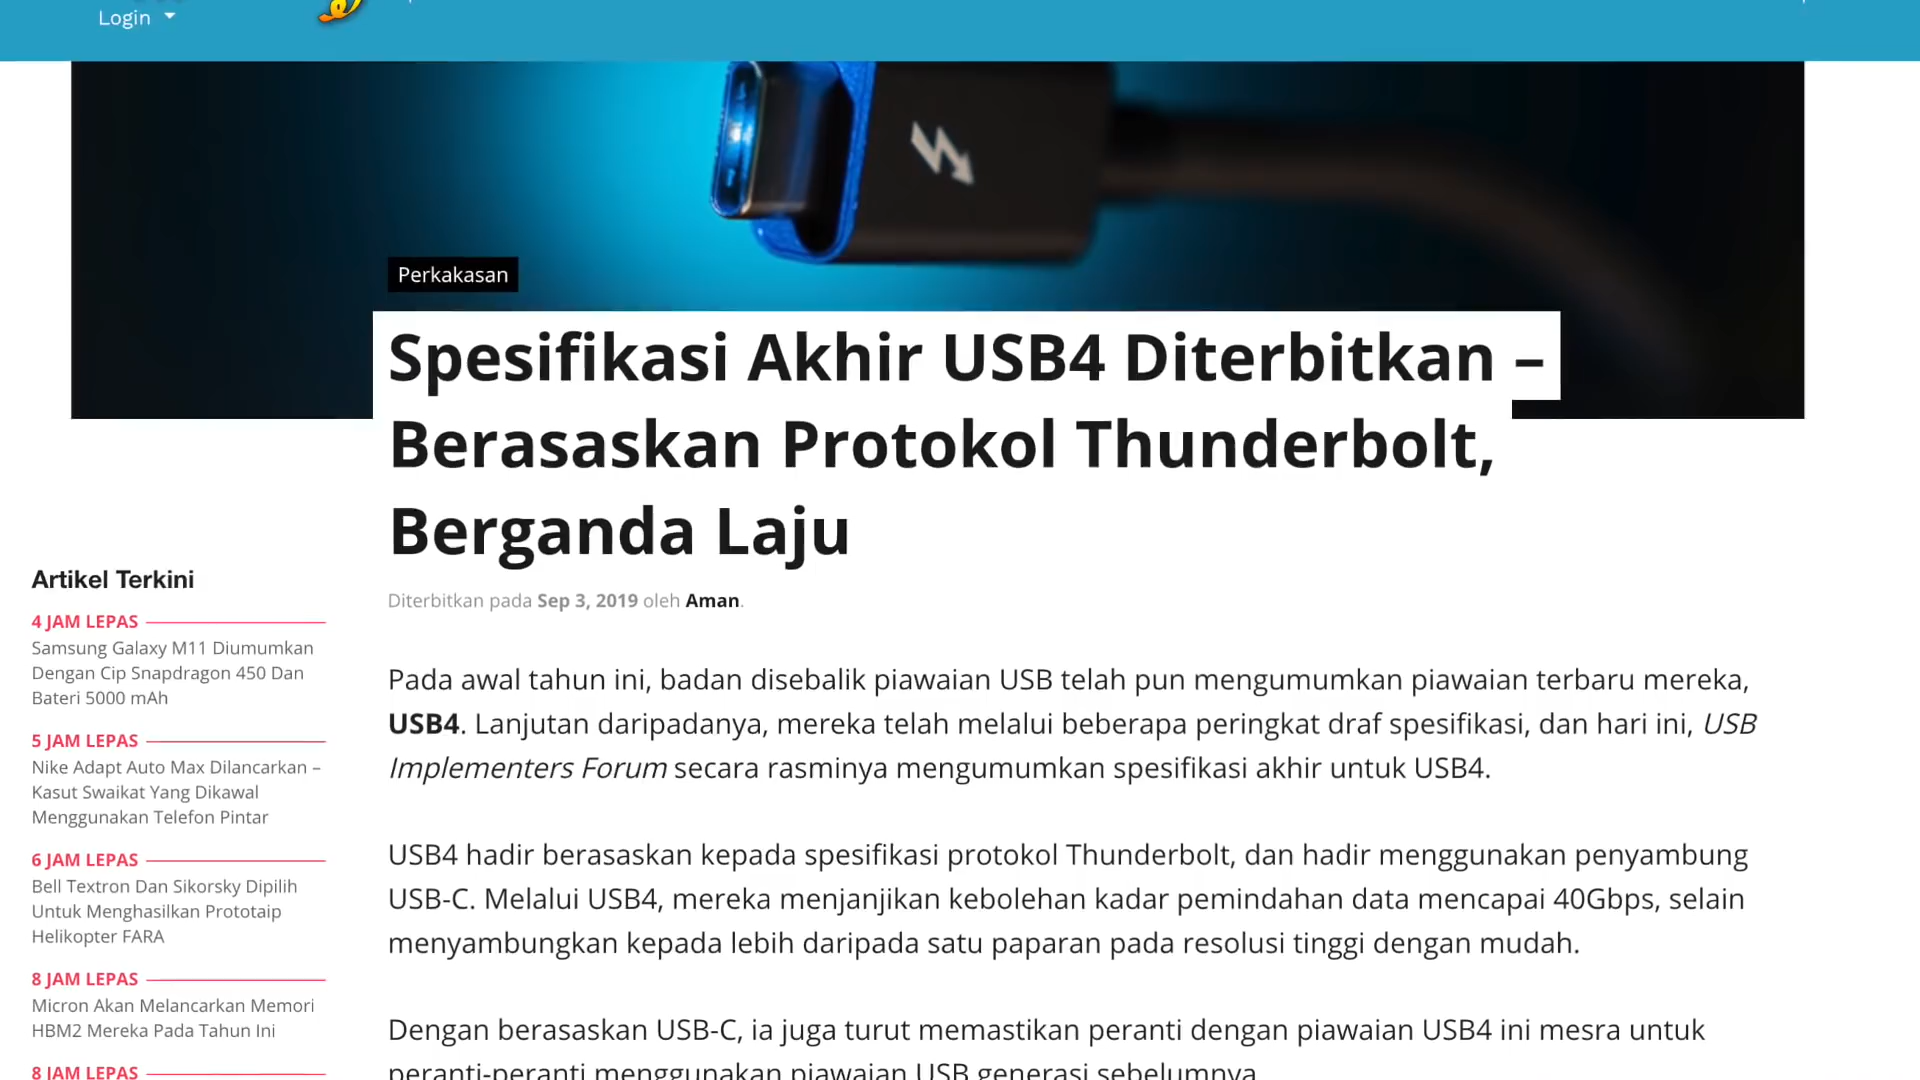 Login
Perkakasan
Spesifikasi Akhir USB4 Diterbitkan –
Berasaskan Protokol Thunderbolt,
Berganda Laju
Diterbitkan pada Sep 3, 2019 oleh Aman.
Artikel Terkini
4 JAM LEPAS
Samsung Galaxy M11 Diumumkan
Dengan Cip Snapdragon 450 Dan
Bateri 5000 mAh
5 JAM LEPAS
Nike Adapt Auto Max Dilancarkan –
Kasut Swaikat Yang Dikawal
Menggunakan Telefon Pintar
6 JAM LEPAS
Bell Textron Dan Sikorsky Dipilih
Untuk Menghasilkan Prototaip
Helikopter FARA
8 JAM LEPAS
Micron Akan Melancarkan Memori
HBM2 Mereka Pada Tahun Ini
8 JAM LEPAS
Pada awal tahun ini, badan disebalik piawaian USB telah pun mengumumkan piawaian terbaru mereka,
USB4. Lanjutan daripadanya, mereka telah melalui beberapa peringkat draf spesifikasi, dan hari ini, USB
Implementers Forum secara rasminya mengumumkan spesifikasi akhir untuk USB4.
USB4 hadir berasaskan kepada spesifikasi protokol Thunderbolt, dan hadir menggunakan penyambung
USB-C. Melalui USB4, mereka menjanjikan kebolehan kadar pemindahan data mencapai 40Gbps, selain
menyambungkan kepada lebih daripada satu paparan pada resolusi tinggi dengan mudah.
Dengan berasaskan USB-C, ia juga turut memastikan peranti dengan piawaian USB4 ini mesra untuk
peranti-peranti menggunakan piawaian USB generasi sebelumnya.